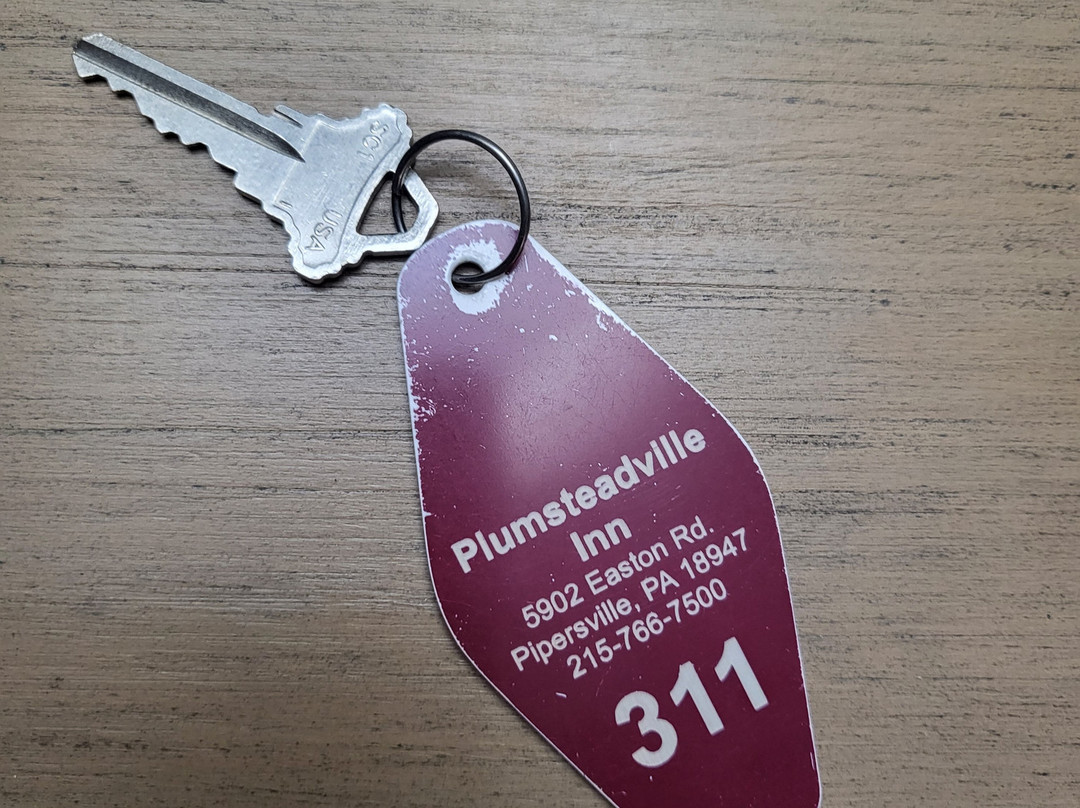 SC1
USA
Plumsteadville
Inn
5902 Easton Rd.
Pipersville, PA 18947
215-766-7500
311